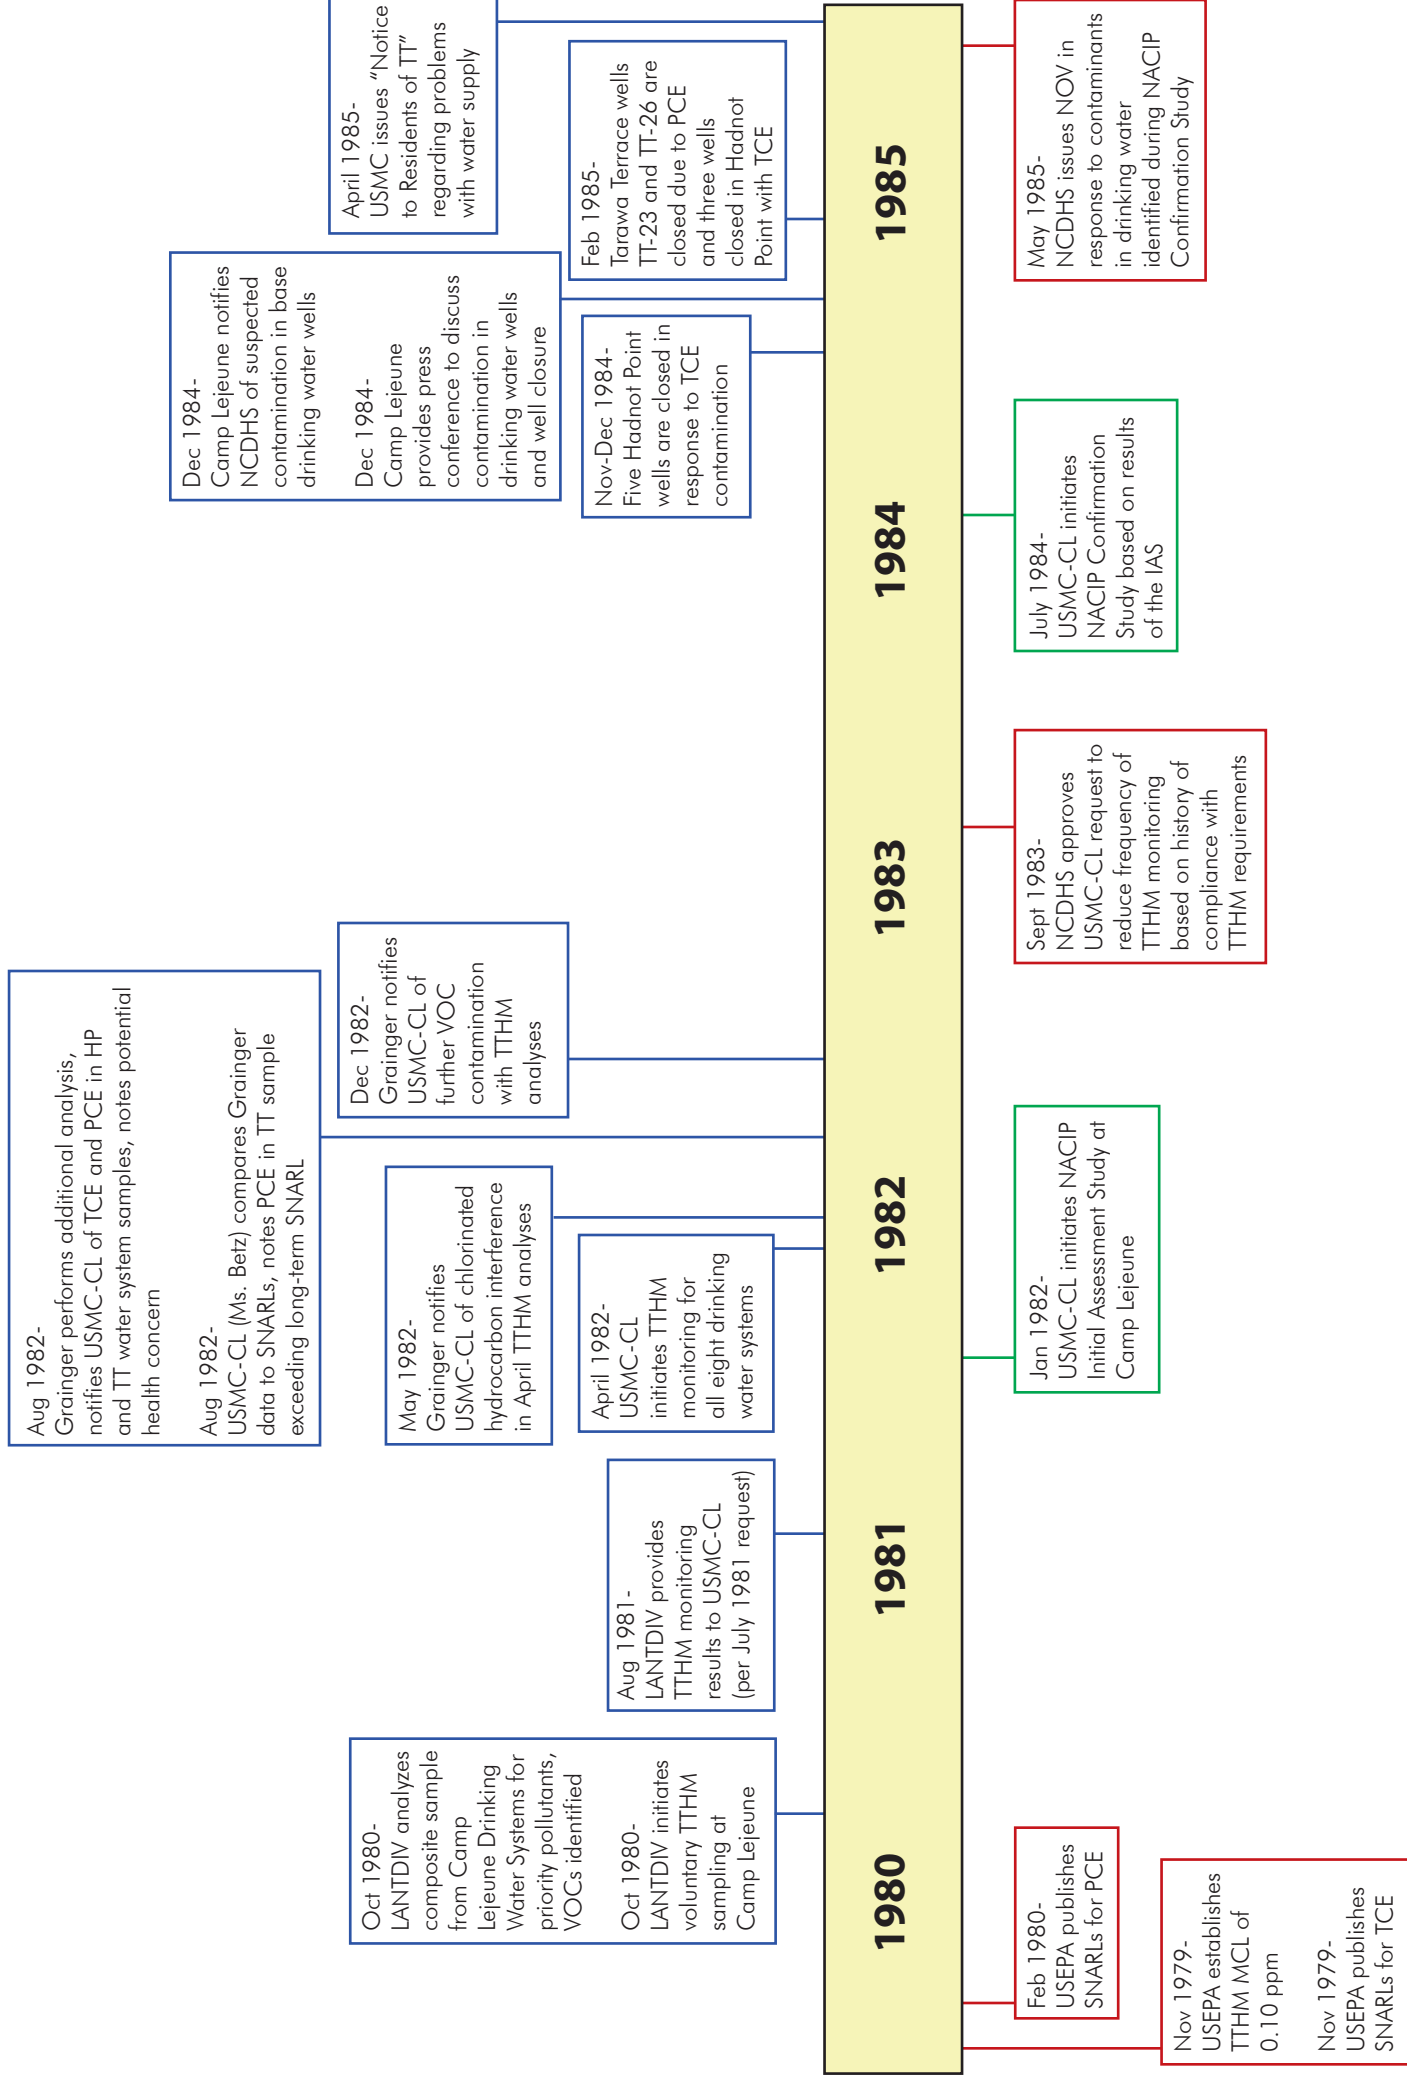 Oct 1980-
LANTDIV analyzes
composite sample
from Camp
Lejeune Drinking
Water Systems for
priority pollutants,
VOCs identified
Oct 1980-
LANTDIV initiates
voluntary TTHM
sampling at
Camp Lejeune
Aug 1981-
LANTDIV provides
TTHM monitoring
results to USMC-CL
(per July 1981 request)
Aug 1982-
Grainger performs additional analysis,
notifies USMC-CL of TCE and PCE in HP
and TT water system samples, notes potential
health concern
Aug 1982-
USMC-CL (Ms. Betz) compares Grainger
data to SNARLs, notes PCE in TT sample
exceeding long-term SNARL
May 1982-
Grainger notifies
USMC-CL of chlorinated
hydrocarbon interference
in April TTHM analyses
April 1982-
USMC-CL
initiates TTHM
monitoring for
all eight drinking
water systems
Dec 1982-
Grainger notifies
USMC-CL of
further VOC
contamination
with TTHM
analyses
Dec 1984-
Camp Lejeune notifies
NCDHS of suspected
contamination in base
drinking water wells
Dec 1984-
Camp Lejeune
provides press
conference to discuss
contamination in
drinking water wells
and well closure
Nov-Dec 1984-
Five Hadnot Point
wells are closed in
response to TCE
contamination
April 1985-
USMC issues “Notice
to Residents of TT”
regarding problems
with water supply
Feb 1985-
Tarawa Terrace wells
TT-23 and TT-26 are
closed due to PCE
and three wells
closed in Hadnot
Point with TCE
1980
1981
1982
1983
1984
1985
Feb 1980-
USEPA publishes
SNARLs for PCE
Nov 1979-
USEPA establishes
TTHM MCL of
0.10 ppm
Nov 1979-
USEPA publishes
SNARLs for TCE
Jan 1982-
USMC-CL initiates NACIP
Initial Assessment Study at
Camp Lejeune
Sept 1983-
NCDHS approves
USMC-CL request to
reduce frequency of
TTHM monitoring
based on history of
compliance with
TTHM requirements
July 1984-
USMC-CL initiates
NACIP Confirmation
Study based on results
of the IAS
May 1985-
NCDHS issues NOV in
response to contaminants
in drinking water
identified during NACIP
Confirmation Study